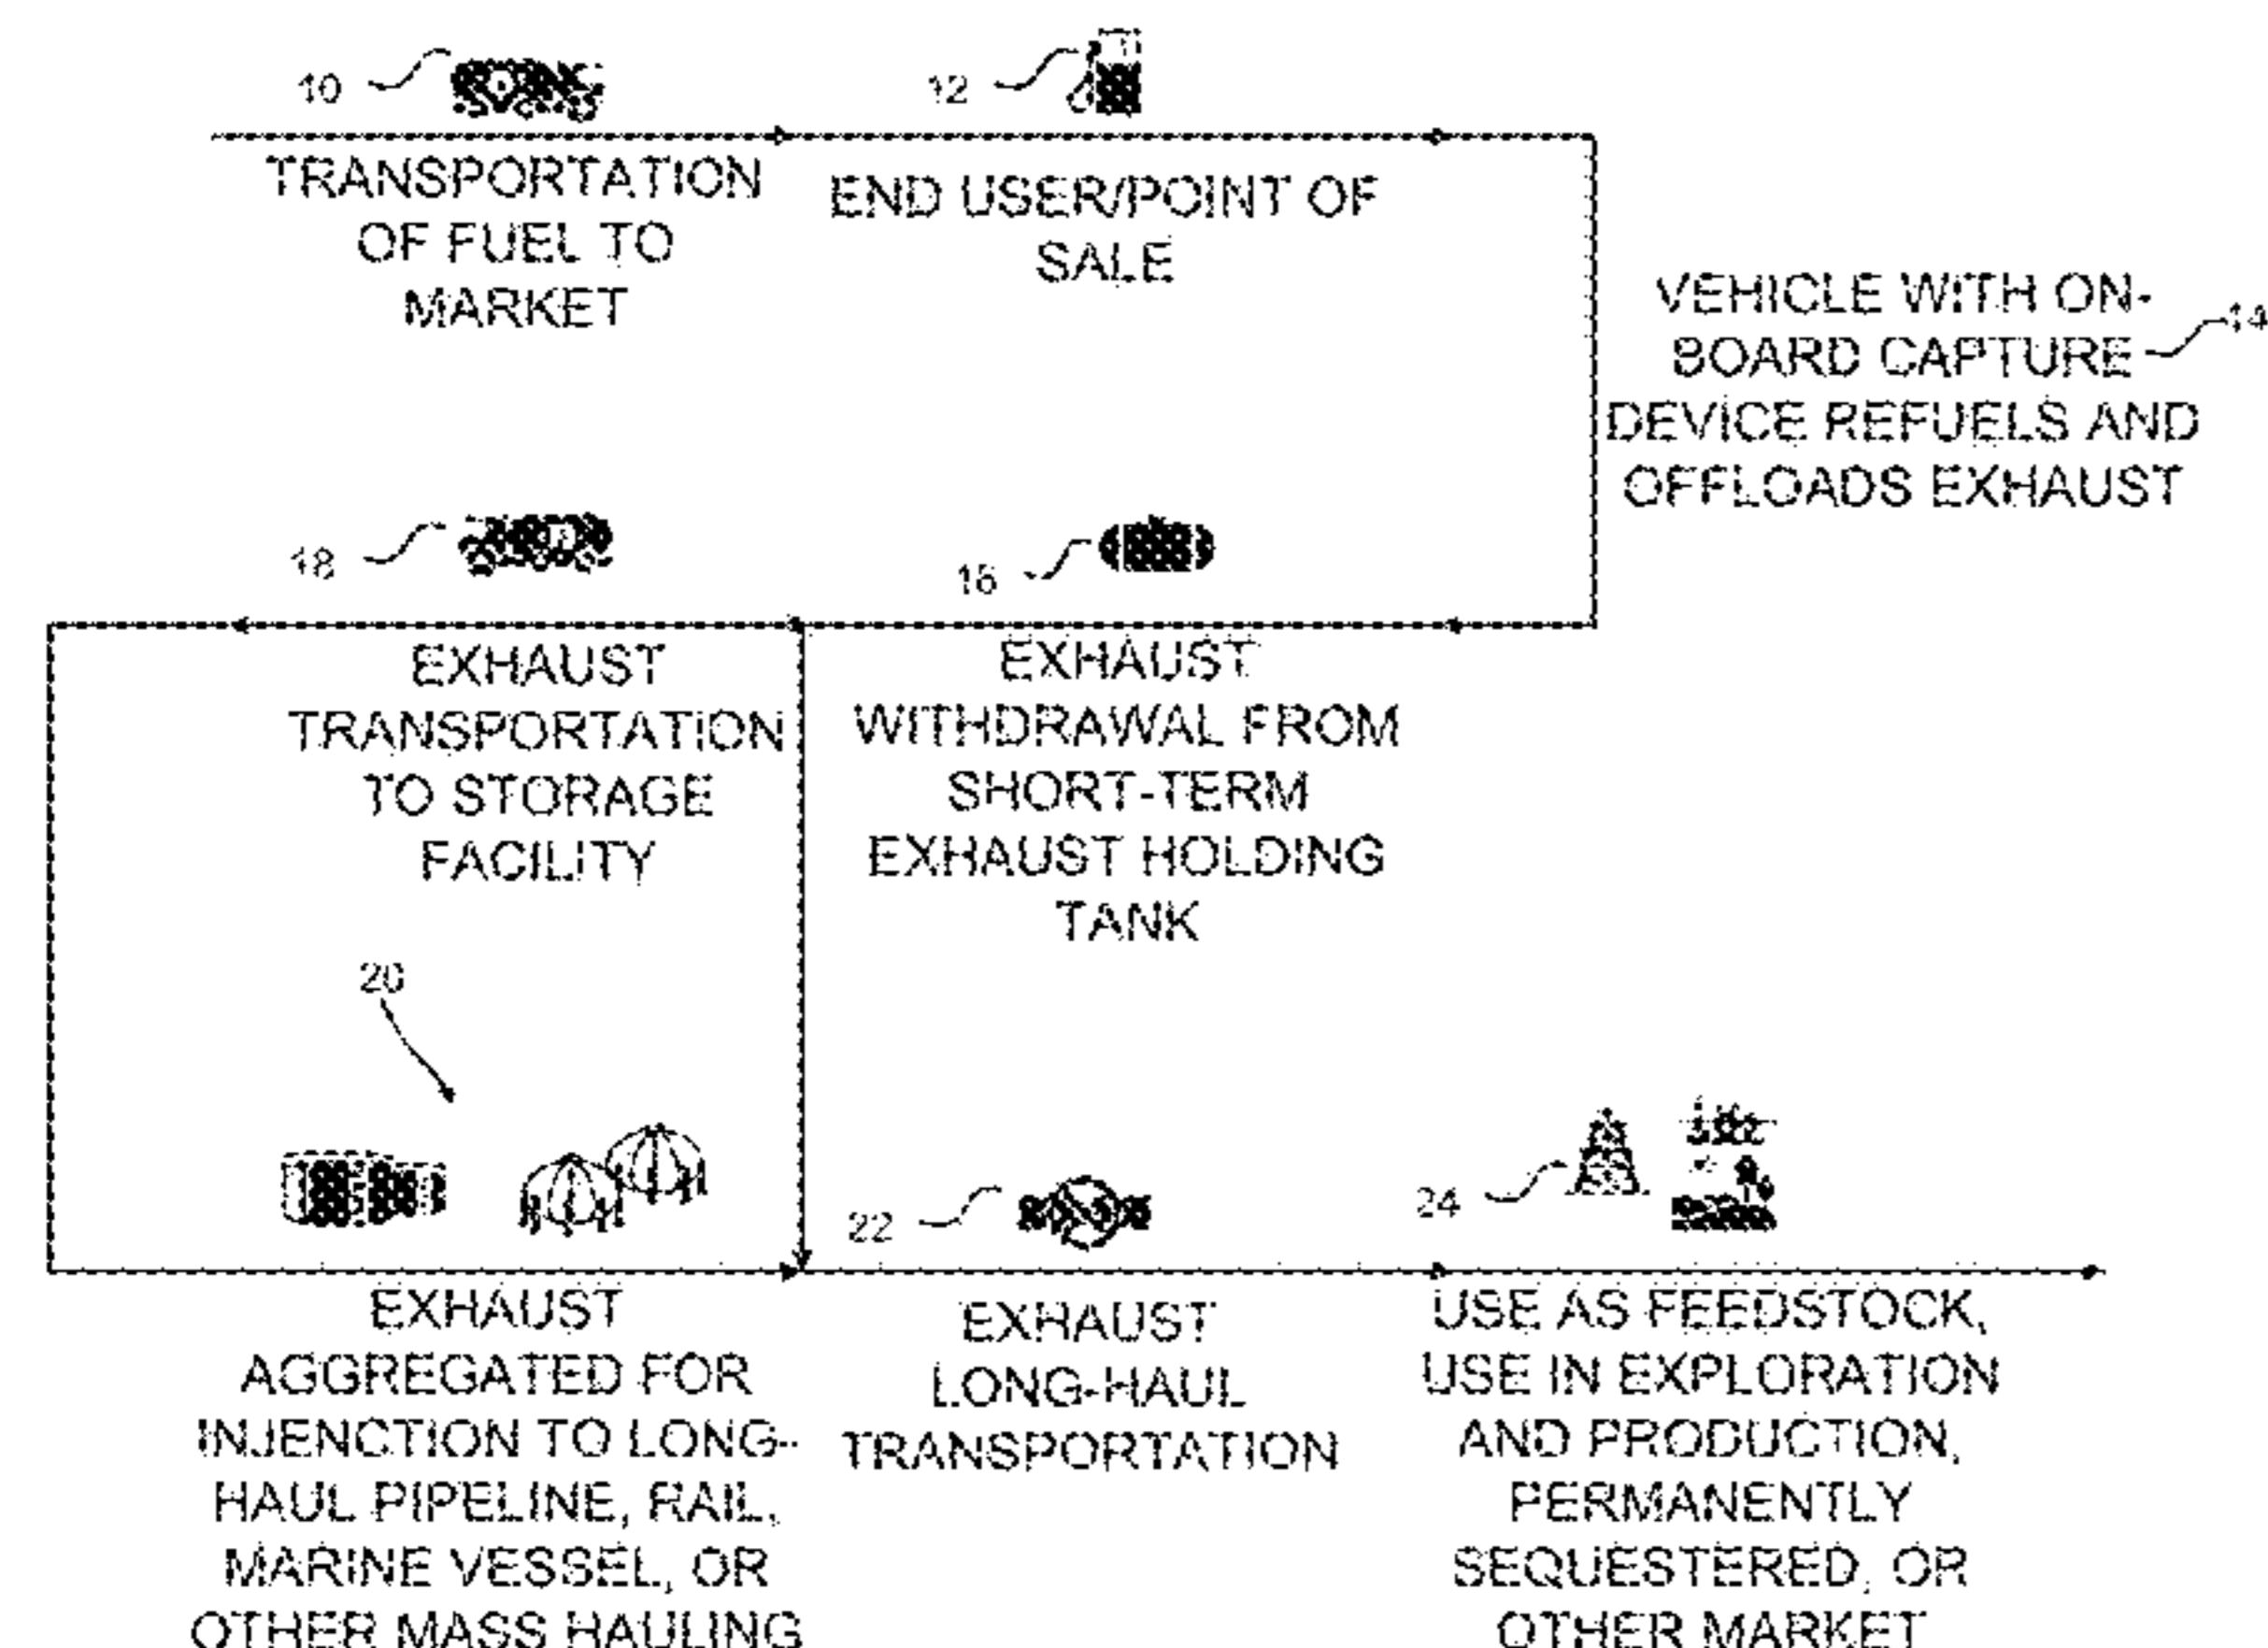 10
TRANSPORTATION
OF FUEL TO
MARKET
12
END USER/POINT OF
SALE
VEHICLE WITH ON-
BOARD CAPTURE
DEVICE REFUELS AND
OFFLOADS EXHAUST
14
18
EXHAUST
TRANSPORTATION
TO STORAGE
FACILITY
16
EXHAUST
WITHDRAWAL FROM
SHORT-TERM
EXHAUST HOLDING
TANK
20
EXHAUST
AGGREGATED FOR
INJENCTION TO LONG-
HAUL PIPELINE, RAIL,
MARINE VESSEL, OR
OTHER MASS HAULING
22
EXHAUST
LONG-HAUL
TRANSPORTATION
24
USE AS FEEDSTOCK,
USE IN EXPLORATION
AND PRODUCTION,
PERMANENTLY
SEQUESTERED, OR
OTHER MARKET